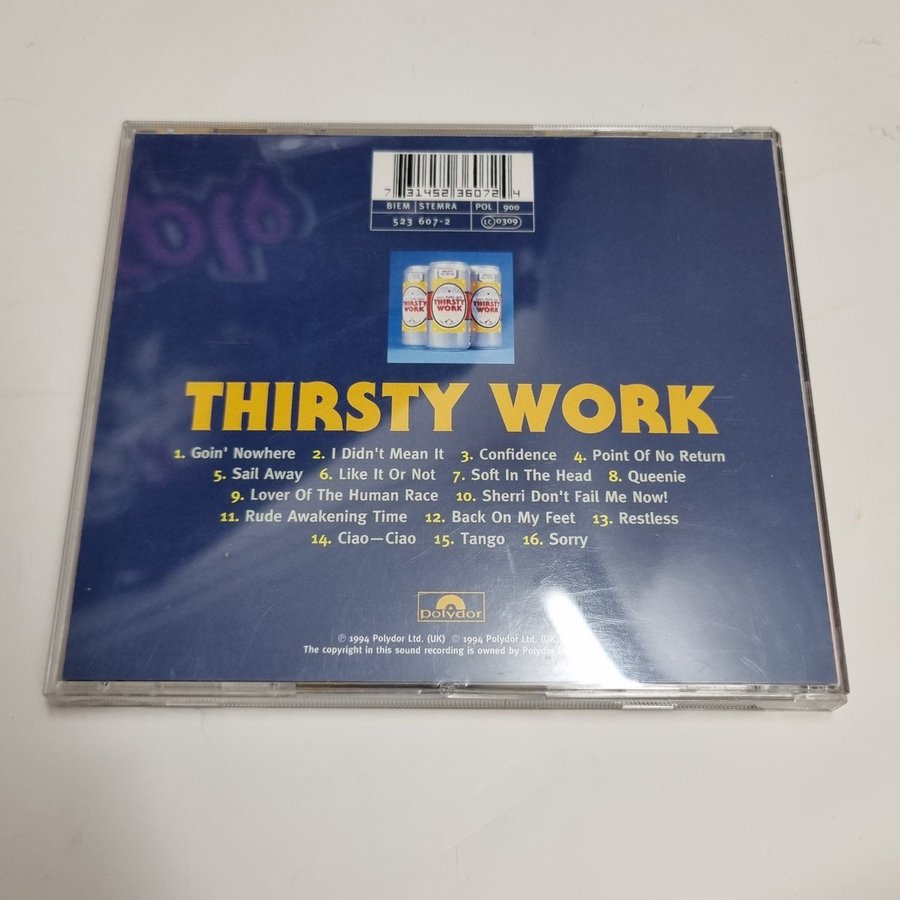 7 31452 36072 4
BIEM STEMRA POL 900
523 607-2 LC 0309
THIRSTY WORK THIRSTY WORK THIRSTY WORK
THIRSTY WORK
1. Goin' Nowhere 2. I Didn't Mean It 3. Confidence 4. Point Of No Return
5. Sail Away 6. Like It Or Not 7. Soft In The Head 8. Queenie
9. Lover Of The Human Race 10. Sherri Don't Fail Me Now!
11. Rude Awakening Time 12. Back On My Feet 13. Restless
14. Ciao—Ciao 15. Tango 16. Sorry
polydor
℗ 1994 Polydor Ltd. (UK) © 1994 Polydor Ltd. (UK)
The copyright in this sound recording is owned by Polydor